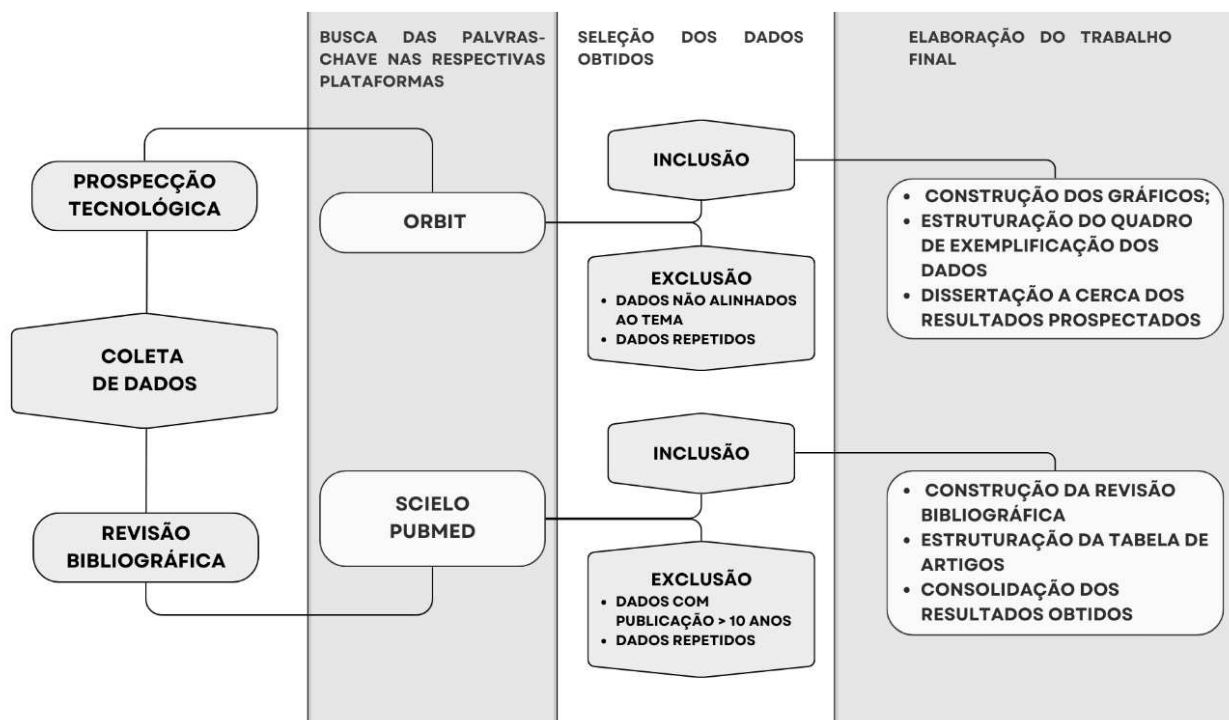 BUSCA DAS PALVRAS-
CHAVE NAS RESPECTIVAS
PLATAFORMAS
SELEÇÃO DOS DADOS
OBTIDOS
ELABORAÇÃO DO TRABALHO
FINAL
PROSPECÇÃO
TECNOLÓGICA
COLETA
DE DADOS
REVISÃO
BIBLIOGRÁFICA
ORBIT
SCIELO
PUBMED
INCLUSÃO
EXCLUSÃO
• DADOS NÃO ALINHADOS
AO TEMA
• DADOS REPETIDOS
INCLUSÃO
EXCLUSÃO
• DADOS COM
PUBLICAÇÃO > 10 ANOS
• DADOS REPETIDOS
• CONSTRUÇÃO DOS GRÁFICOS;
• ESTRUTURAÇÃO DO QUADRO
DE EXEMPLIFICAÇÃO DOS
DADOS
• DISSERTAÇÃO A CERCA DOS
RESULTADOS PROSPECTADOS
• CONSTRUÇÃO DA REVISÃO
BIBLIOGRÁFICA
• ESTRUTURAÇÃO DA TABELA DE
ARTIGOS
• CONSOLIDAÇÃO DOS
RESULTADOS OBTIDOS